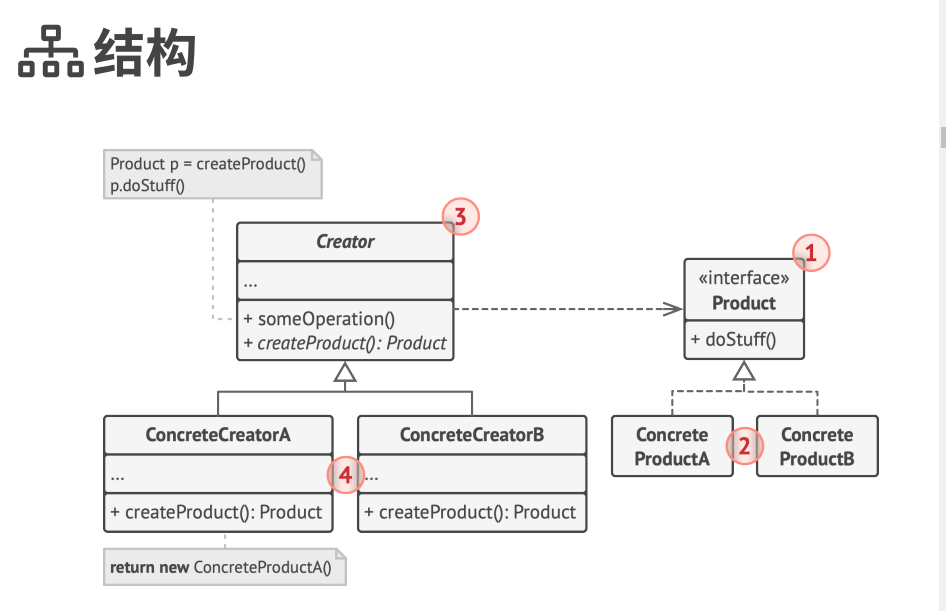 结构
Product p = createProduct()
p.doStuff()
3
Creator
...
+ someOperation()
+ createProduct(): Product
1
«interface»
Product
+ doStuff()
ConcreteCreatorA
...
+ createProduct(): Product
4
ConcreteCreatorB
...
+ createProduct(): Product
Concrete
ProductA
2
Concrete
ProductB
return new ConcreteProductA()